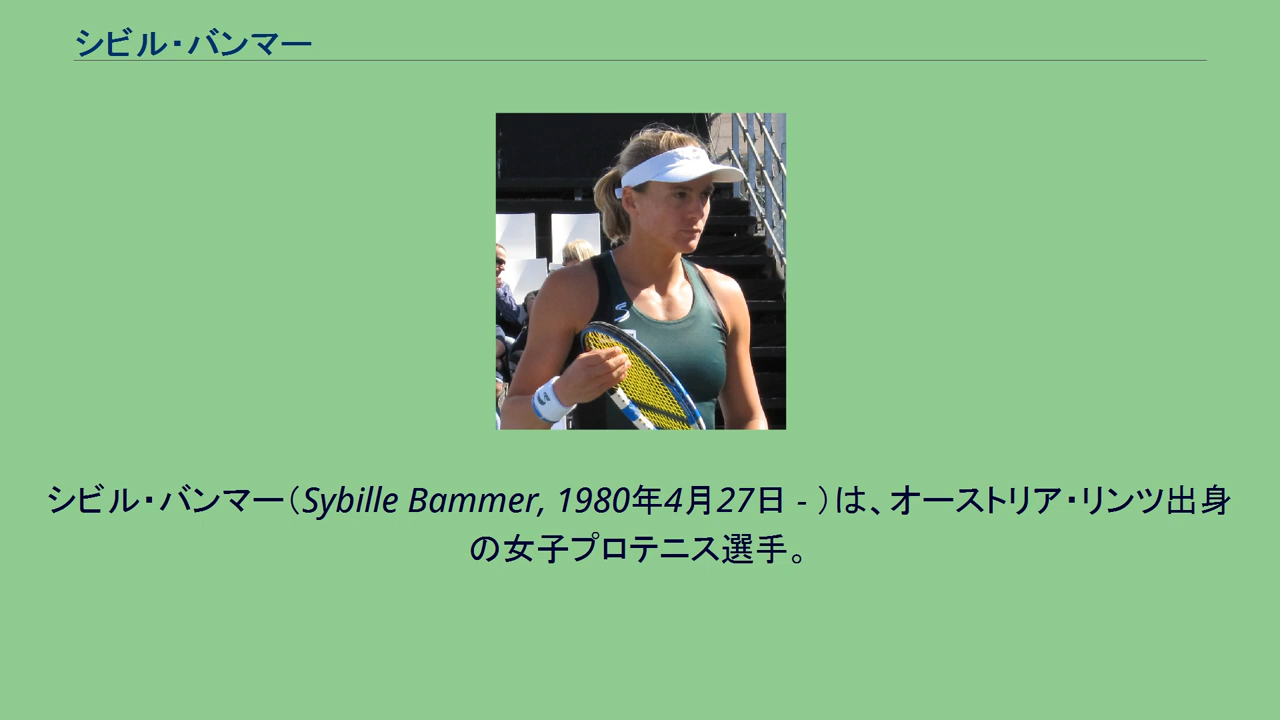 シビル・バンマー
シビル・バンマー（Sybille Bammer, 1980年4月27日 - ）は、オーストリア・リンツ出身
の女子プロテニス選手。